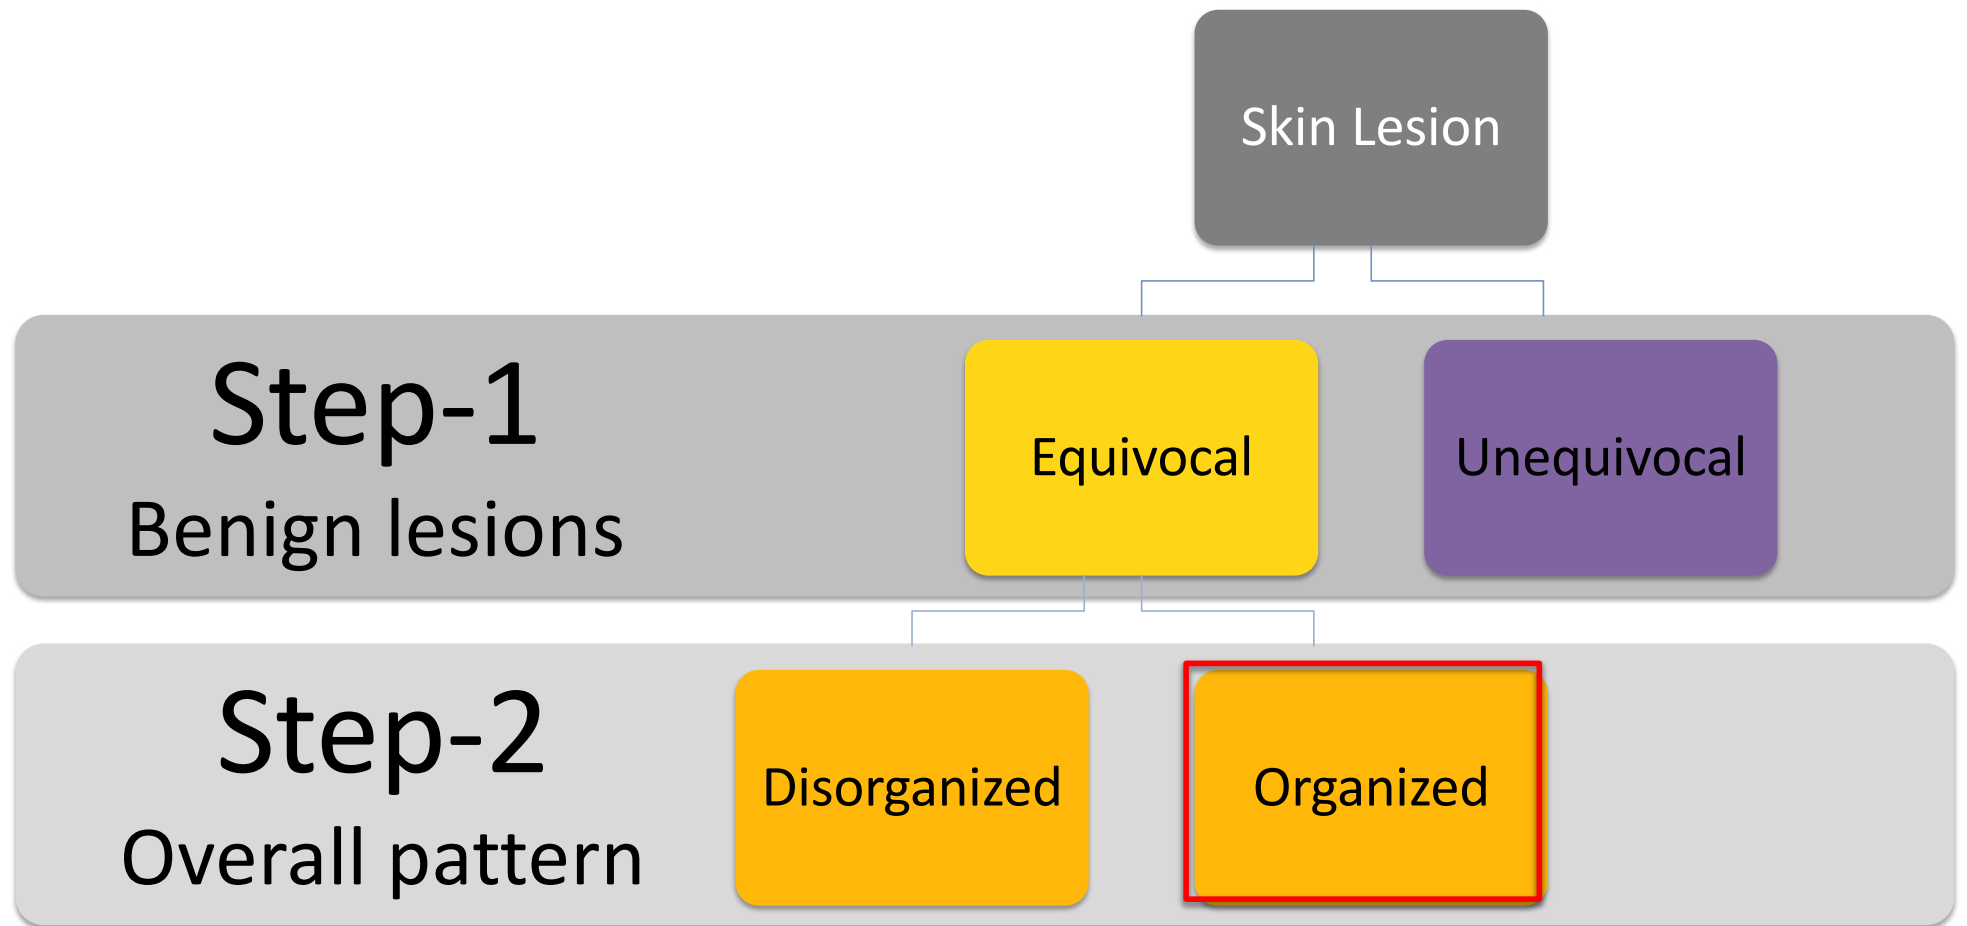 Skin Lesion
Step-1
Benign lesions
Equivocal
Unequivocal
Step-2
Overall pattern
Disorganized
Organized